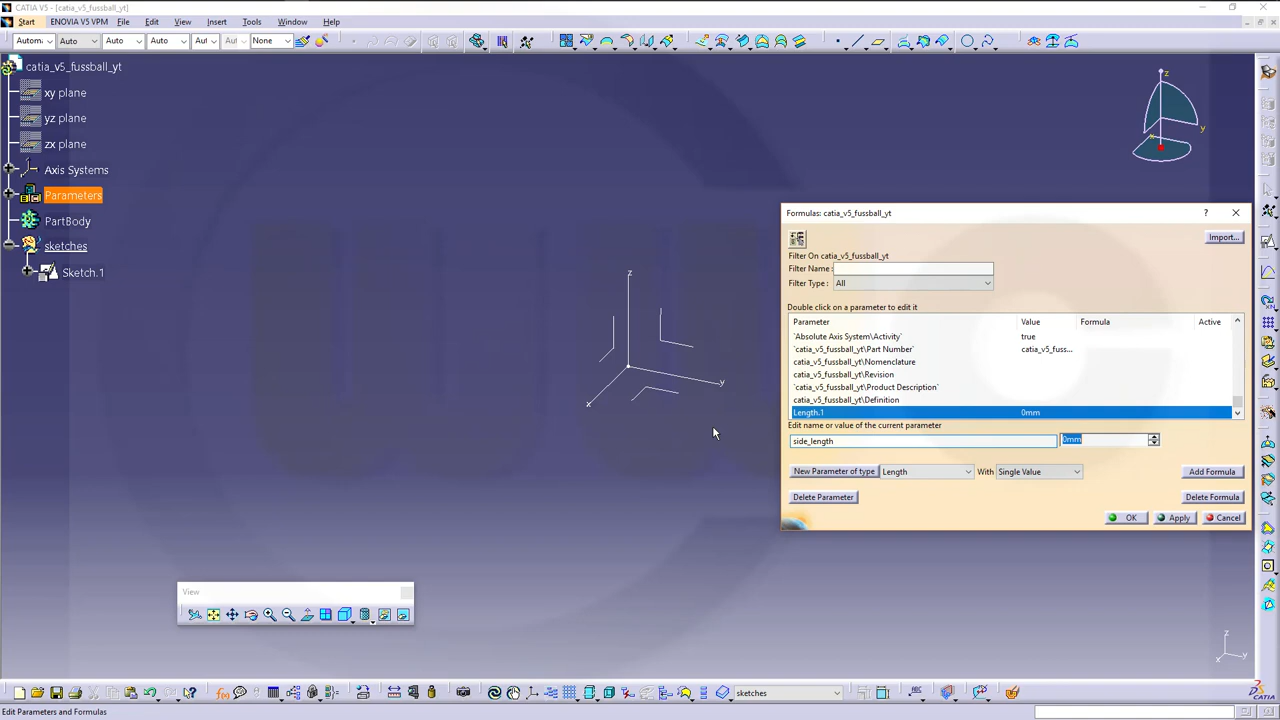 CATIA V5 - [catia_v5_fussball_yt]
Start ENOVIA V5 VPM File Edit View Insert Tools Window Help
Automa Auto Auto Auto Aut Aut None
catia_v5_fussball_yt
xy plane
yz plane
zx plane
Axis Systems
Parameters
PartBody
sketches
Sketch.1
z
y
x
z
y
x
Formulas: catia_v5_fussball_yt ?
Import...
Filter On catia_v5_fussball_yt
Filter Name :
Filter Type : All
Double click on a parameter to edit it
Parameter Value Formula Active
`Absolute Axis System\Activity` true
`catia_v5_fussball_yt\Part Number` catia_v5_fuss...
catia_v5_fussball_yt\Nomenclature
catia_v5_fussball_yt\Revision
`catia_v5_fussball_yt\Product Description`
catia_v5_fussball_yt\Definition
Length.1 0mm
Edit name or value of the current parameter
side_length 0mm
New Parameter of type Length With Single Value Add Formula
Delete Parameter Delete Formula
OK Apply Cancel
View
z
x y
sketches
CATIA
Edit Parameters and Formulas